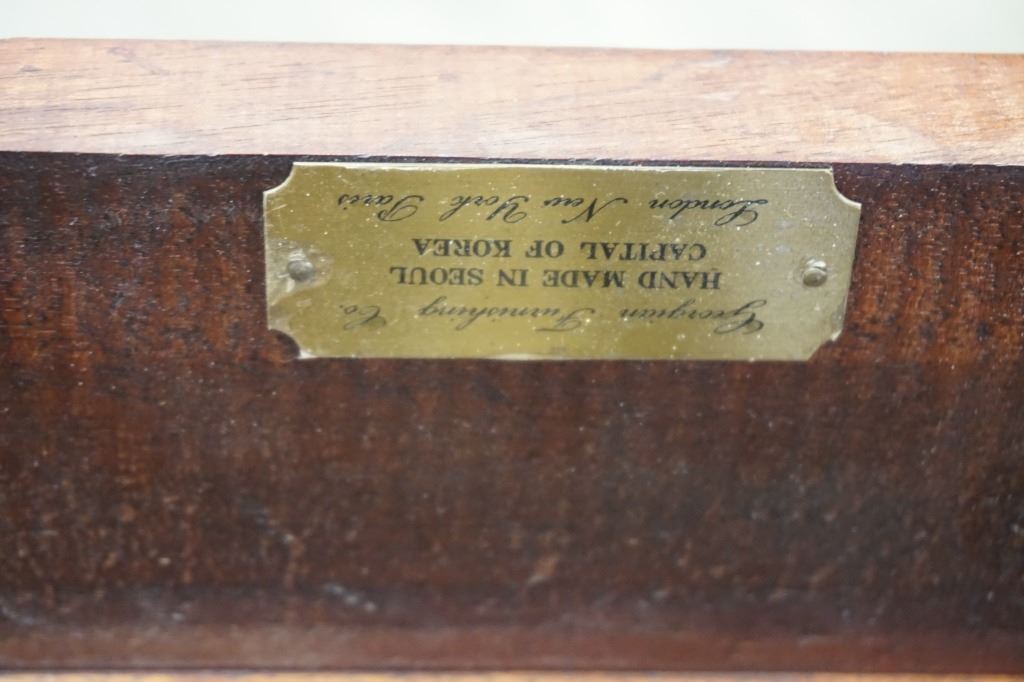 Georgian Furnishing Co.
HAND MADE IN SEOUL
CAPITAL OF KOREA
London New York Paris